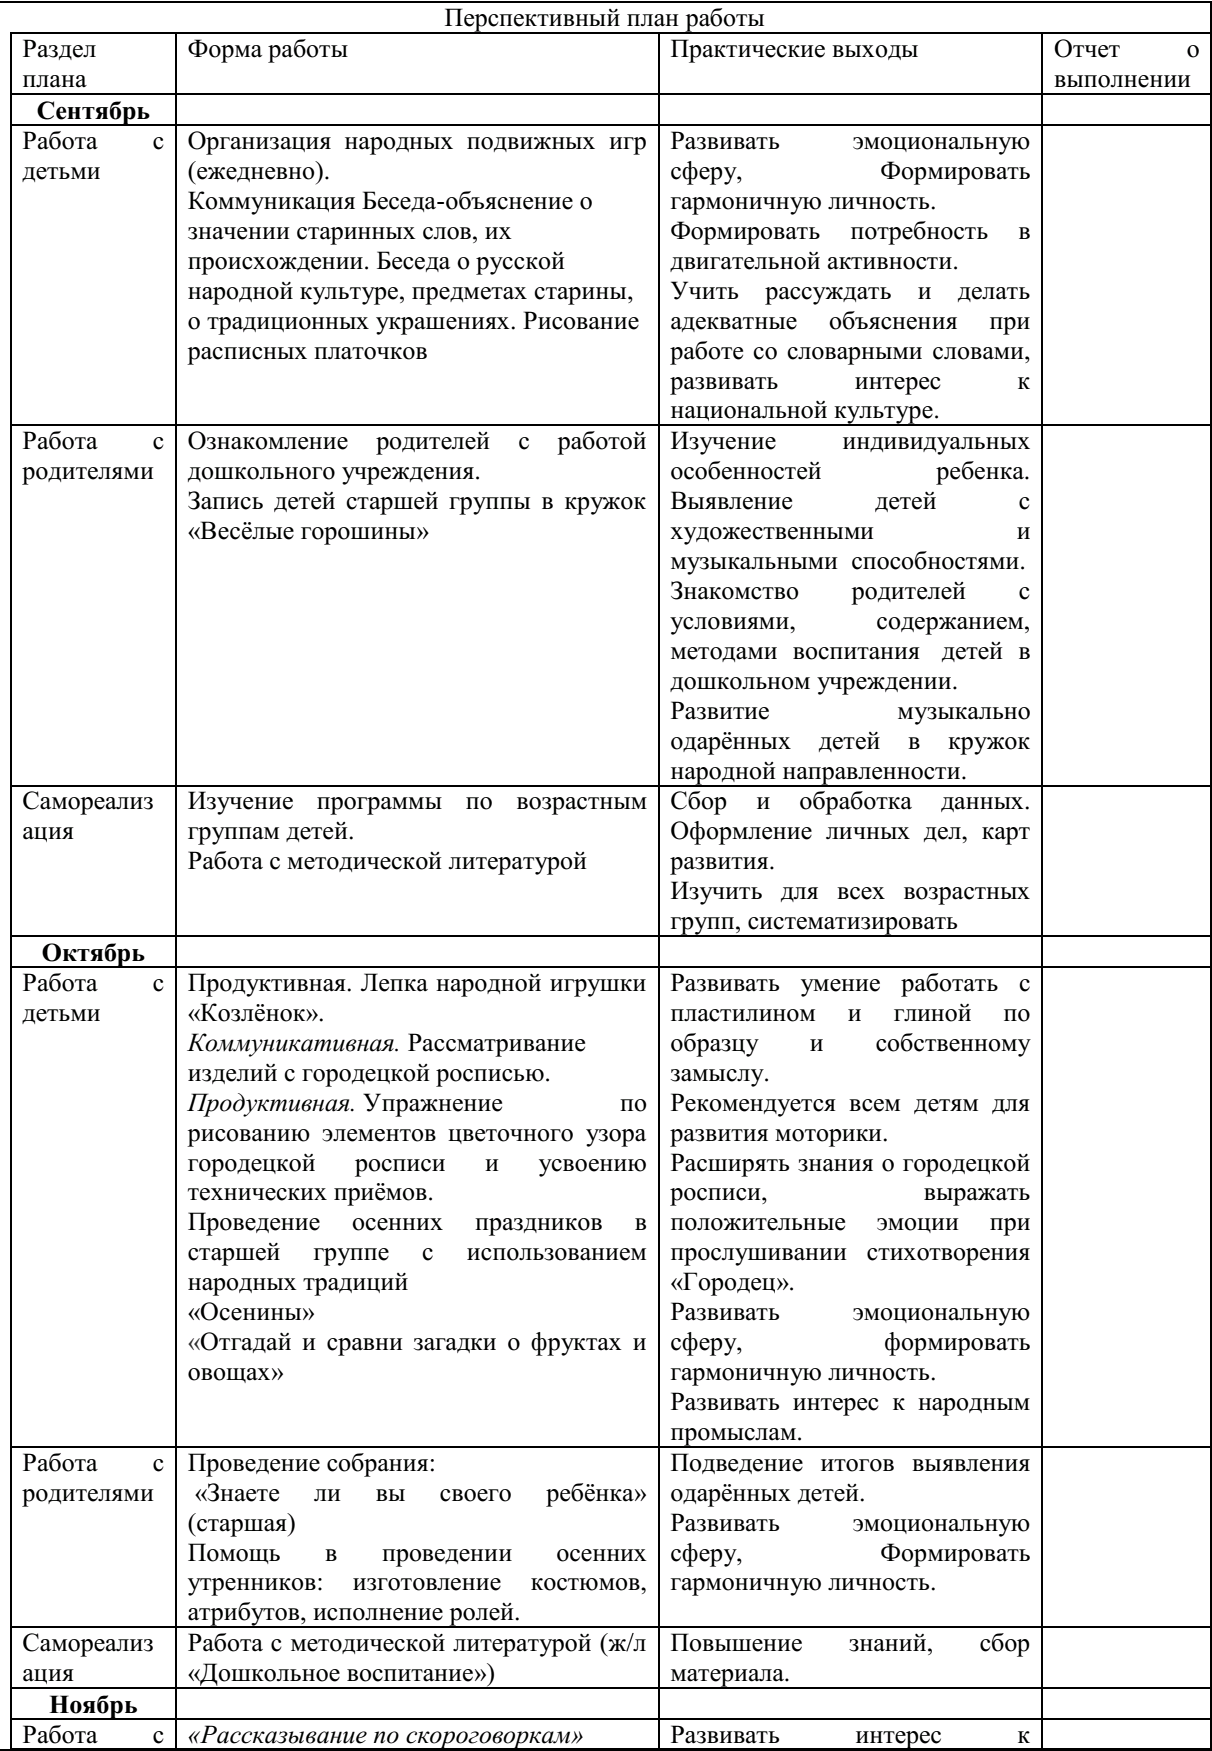 Перспективный план работы
Раздел плана
Форма работы
Практические выходы
Отчет о выполнении
Сентябрь
Работа с
детьми
Организация народных подвижных игр
(ежедневно).
Коммуникация Беседа-объяснение о
значении старинных слов, их
происхождении. Беседа о русской
народной культуре, предметах старины,
о традиционных украшениях. Рисование
расписных платочков
Развивать эмоциональную
сферу, Формировать
гармоничную личность.
Формировать потребность в
двигательной активности.
Учить рассуждать и делать
адекватные объяснения при
работе со словарными словами,
развивать интерес к
национальной культуре.
Работа с
родителями
Ознакомление родителей с работой
дошкольного учреждения.
Запись детей старшей группы в кружок
«Весёлые горошины»
Изучение индивидуальных
особенностей ребенка.
Выявление детей с
художественными и
музыкальными способностями.
Знакомство родителей с
условиями, содержанием,
методами воспитания детей в
дошкольном учреждении.
Развитие музыкально
одарённых детей в кружок
народной направленности.
Самореализ
ация
Изучение программы по возрастным
группам детей.
Работа с методической литературой
Сбор и обработка данных.
Оформление личных дел, карт
развития.
Изучить для всех возрастных
групп, систематизировать
Октябрь
Работа с
детьми
Продуктивная. Лепка народной игрушки
«Козлёнок».
Коммуникативная. Рассматривание
изделий с городецкой росписью.
Продуктивная. Упражнение по
рисованию элементов цветочного узора
городецкой росписи и усвоению
технических приёмов.
Проведение осенних праздников в
старшей группе с использованием
народных традиций
«Осенины»
«Отгадай и сравни загадки о фруктах и
овощах»
Развивать умение работать с
пластилином и глиной по
образцу и собственному
замыслу.
Рекомендуется всем детям для
развития моторики.
Расширять знания о городецкой
росписи, выражать
положительные эмоции при
прослушивании стихотворения
«Городец».
Развивать эмоциональную
сферу, формировать
гармоничную личность.
Развивать интерес к народным
промыслам.
Работа с
родителями
Проведение собрания:
«Знаете ли вы своего ребёнка»
(старшая)
Помощь в проведении осенних
утренников: изготовление костюмов,
атрибутов, исполнение ролей.
Подведение итогов выявления
одарённых детей.
Развивать эмоциональную
сферу, Формировать
гармоничную личность.
Самореализ
ация
Работа с методической литературой (ж/л
«Дошкольное воспитание»)
Повышение знаний, сбор
материала.
Ноябрь
Работа с
«Рассказывание по скороговоркам»
Развивать интерес к